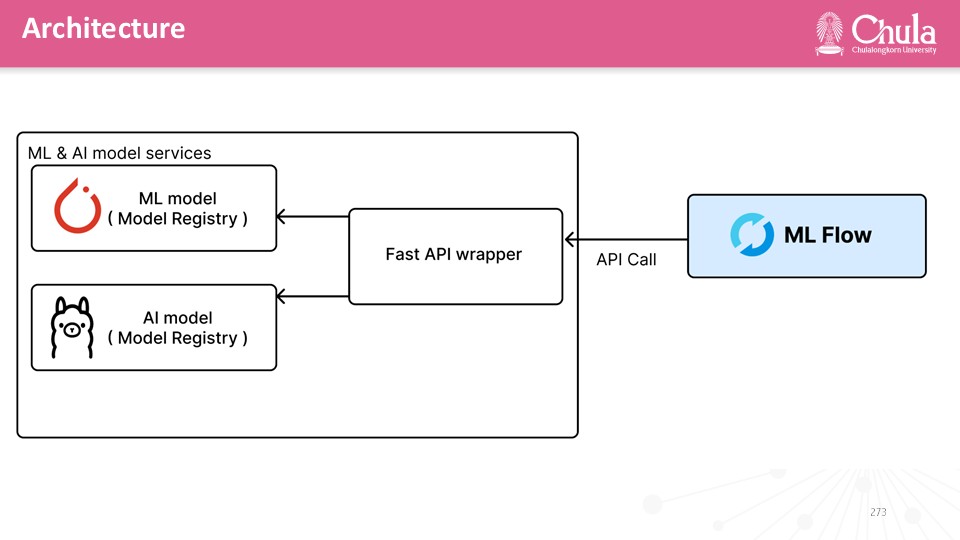 Architecture
Chula
Chulalongkorn University
ML & AI model services
ML model
( Model Registry )
Fast API wrapper
API Call
ML Flow
AI model
( Model Registry )
273